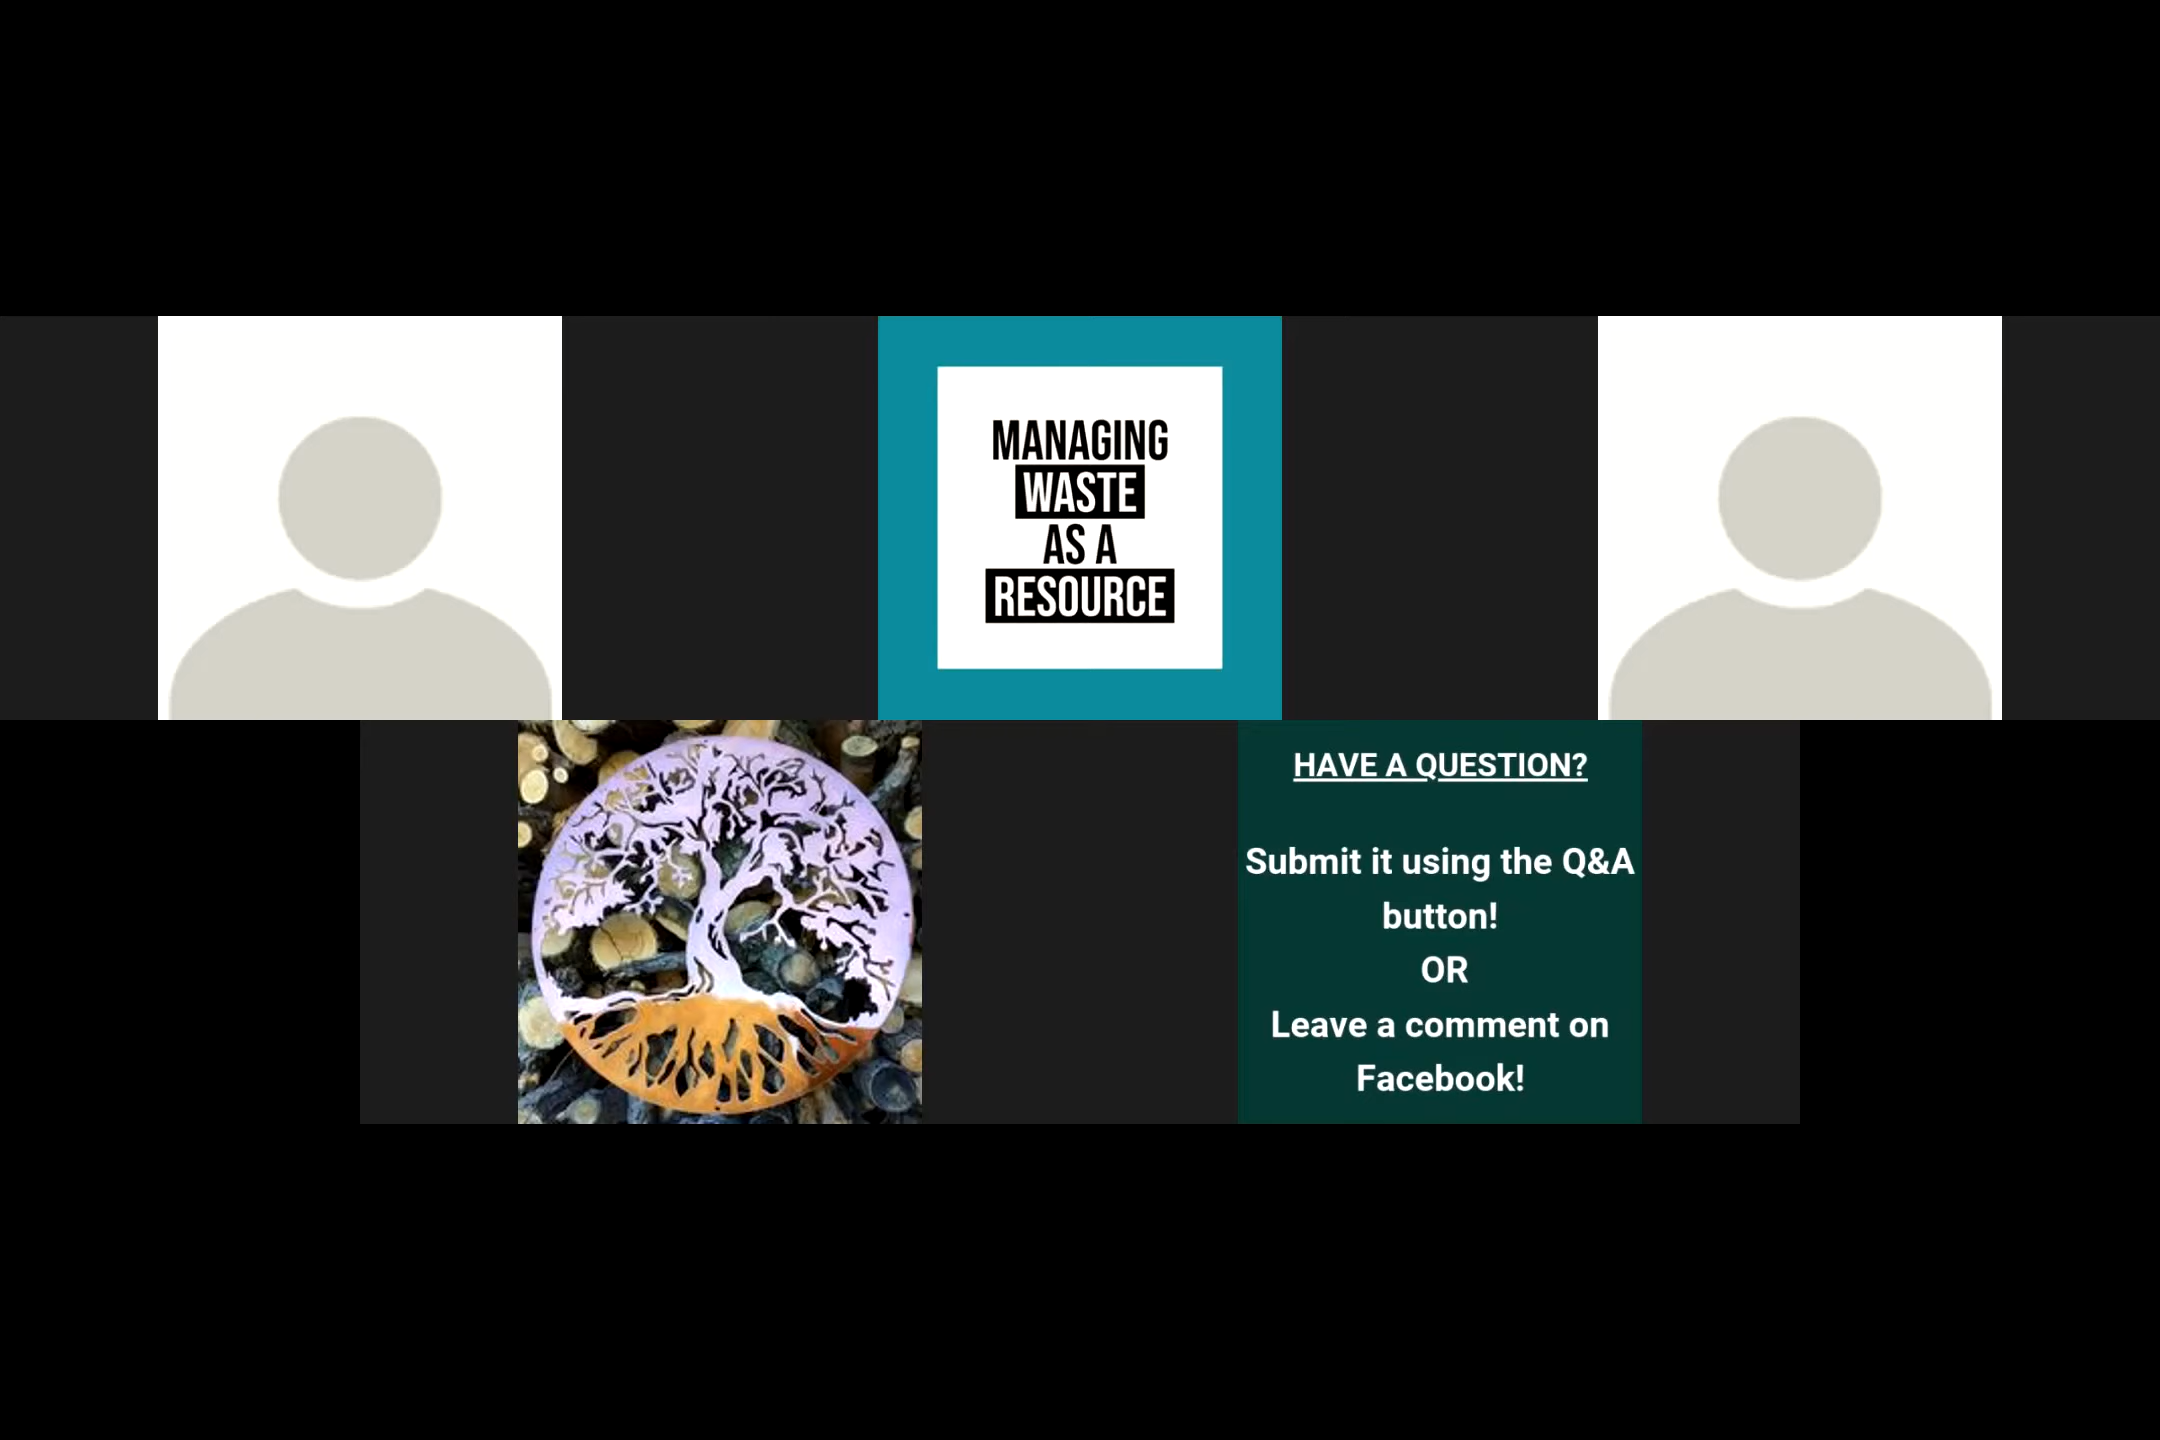 MANAGING
WASTE
AS A
RESOURCE
HAVE A QUESTION?
Submit it using the Q&A
button!
OR
Leave a comment on
Facebook!